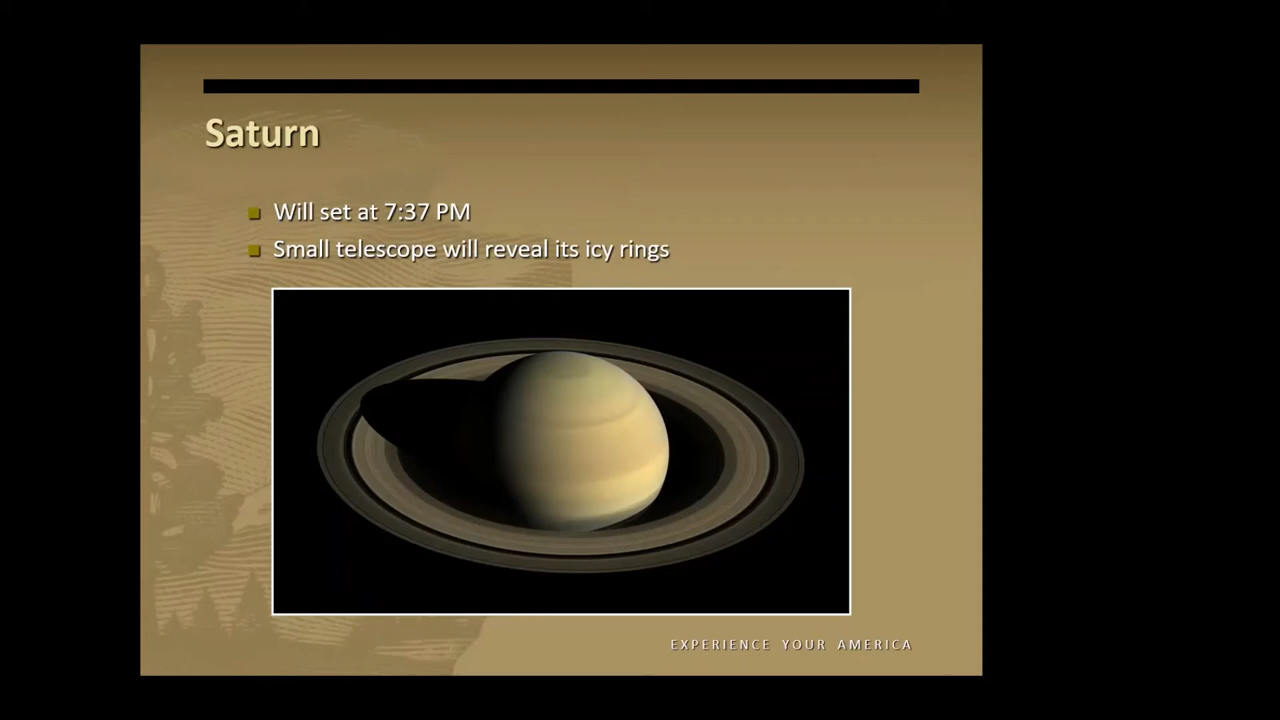 Saturn
Will set at 7:37 PM
Small telescope will reveal its icy rings
EXPERIENCE YOUR AMERICA